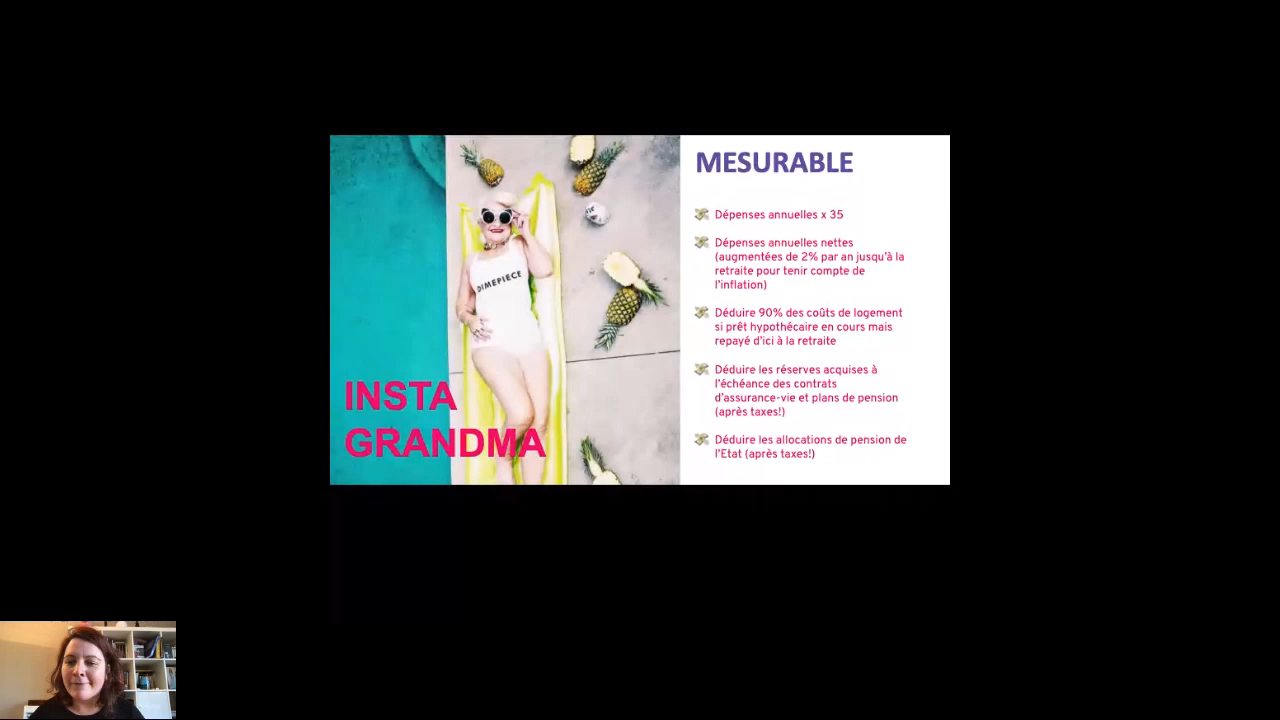 MESURABLE
Dépenses annuelles x 35
Dépenses annuelles nettes
(augmentées de 2% par an jusqu'à la
retraite pour tenir compte de
l'inflation)
Déduire 90% des coûts de logement
si prêt hypothécaire en cours mais
repayé d'ici à la retraite
Déduire les réserves acquises à
l'échéance des contrats
d'assurance-vie et plans de pension
(après taxes!)
Déduire les allocations de pension de
l'Etat (après taxes!)
DIMEPIECE
INSTA
GRANDMA